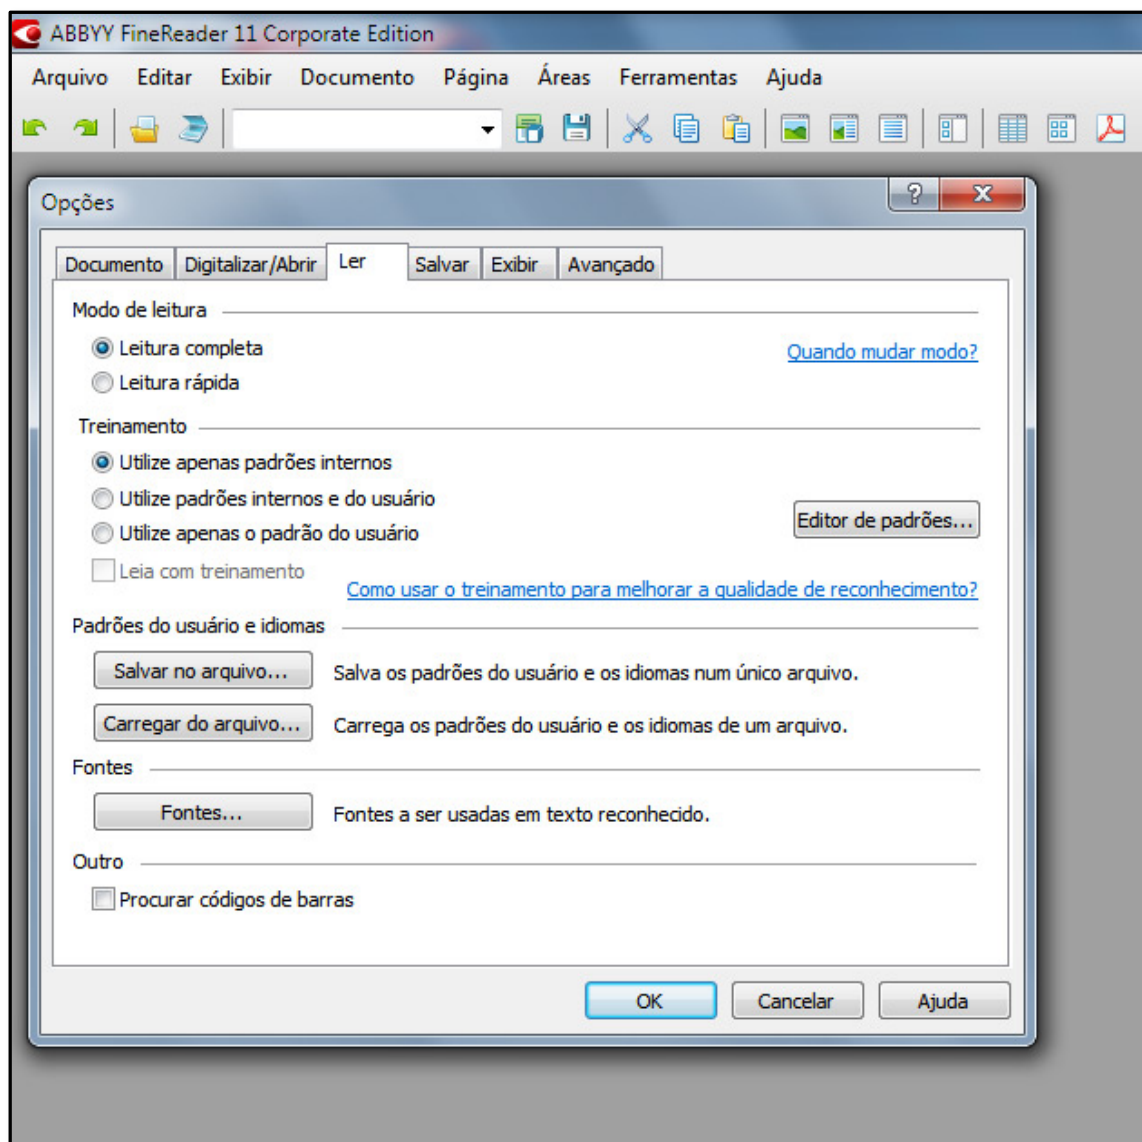 ABBYY FineReader 11 Corporate Edition
Arquivo Editar Exibir Documento Página Áreas Ferramentas Ajuda
Opções
Documento Digitalizar/Abrir Ler Salvar Exibir Avançado
Modo de leitura
Leitura completa
Quando mudar modo?
Leitura rápida
Treinamento
Utilize apenas padrões internos
Utilize padrões internos e do usuário
Editor de padrões...
Utilize apenas o padrão do usuário
Leia com treinamento
Como usar o treinamento para melhorar a qualidade de reconhecimento?
Padrões do usuário e idiomas
Salvar no arquivo... Salva os padrões do usuário e os idiomas num único arquivo.
Carregar do arquivo... Carrega os padrões do usuário e os idiomas de um arquivo.
Fontes
Fontes... Fontes a ser usadas em texto reconhecido.
Outro
Procurar códigos de barras
OK Cancelar Ajuda